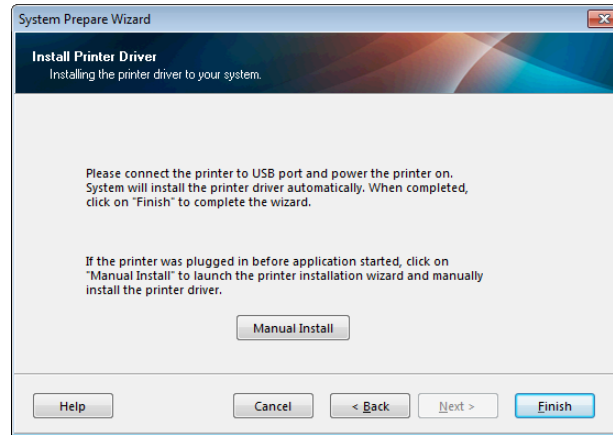 System Prepare Wizard
Install Printer Driver
Installing the printer driver to your system.
Please connect the printer to USB port and power the printer on.
System will install the printer driver automatically. When completed,
click on "Finish" to complete the wizard.
If the printer was plugged in before application started, click on
"Manual Install" to launch the printer installation wizard and manually
install the printer driver.
Manual Install
Help
Cancel
< Back
Next >
Finish